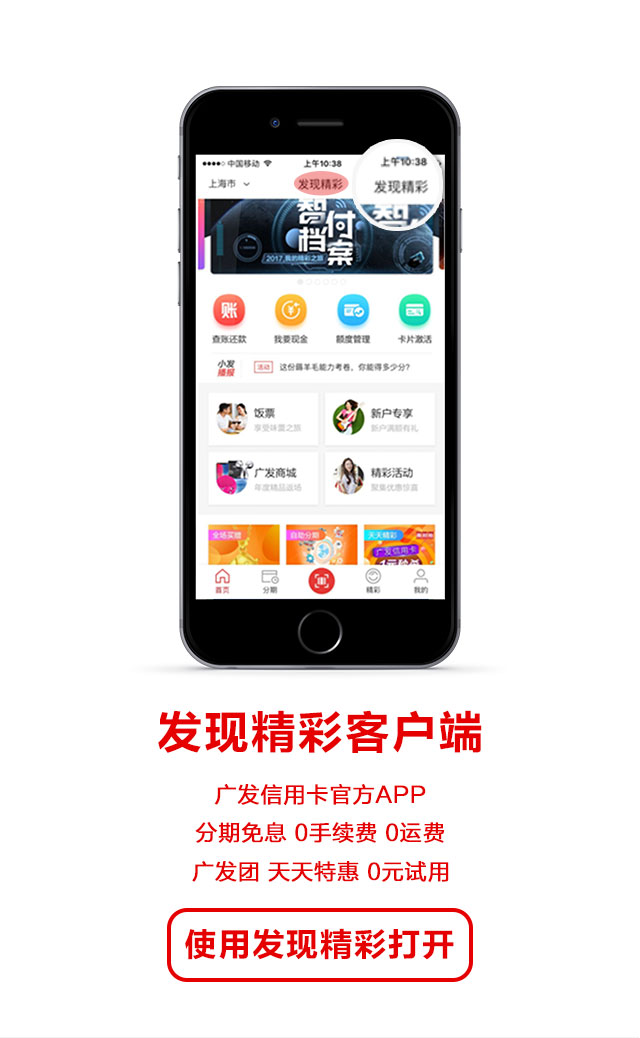 中国移动 上午10:38
上午10:38
上海市 发现精彩
发现精彩
智付
档案
2017 我的精彩之旅
账
查账还款 我要现金 额度管理 卡片激活
小发播报 活动 这份薅羊毛能力考卷，你能得多少分？
饭票 新户专享
享受味蕾之旅 新户满额有礼
广发商城 精彩活动
年度精品返场 聚集优惠惊喜
全场买赠 自助分期 天天精彩
广发信用卡
首页 分期 精彩 我的
发现精彩客户端
广发信用卡官方APP
分期免息 0手续费 0运费
广发团 天天特惠 0元试用
使用发现精彩打开